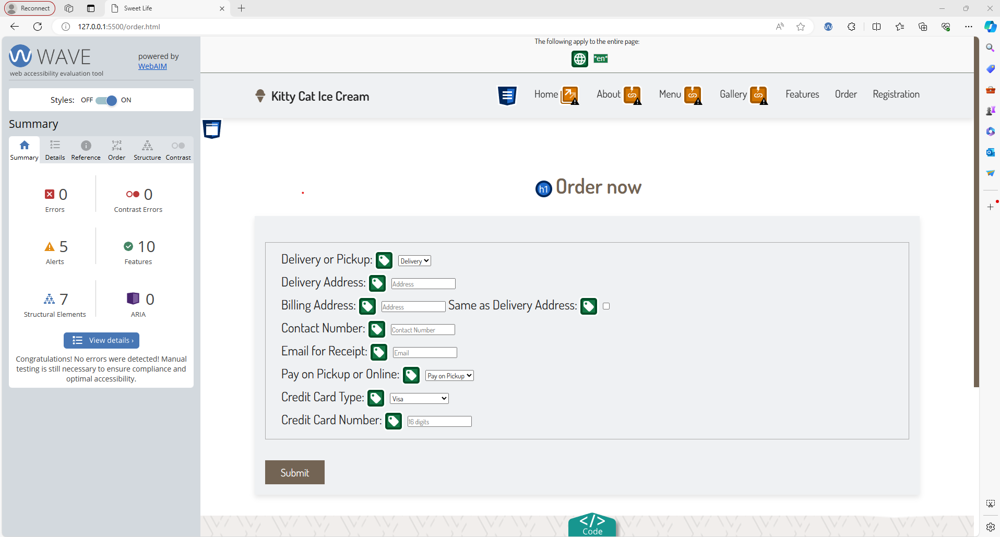 Reconnect
Sweet Life
127.0.0.1:5500/order.html
WAVE
powered by
WebAIM
web accessibility evaluation tool
Styles: OFF ON
Summary
Summary Details Reference Order Structure Contrast
0
Errors
0
Contrast Errors
5
Alerts
10
Features
7
Structural Elements
0
ARIA
View details ›
Congratulations! No errors were detected! Manual
testing is still necessary to ensure compliance and
optimal accessibility.
The following apply to the entire page:
*en*
Kitty Cat Ice Cream
Home About Menu Gallery Features Order Registration
h1 Order now
Delivery or Pickup: Delivery
Delivery Address: Address
Billing Address: Address Same as Delivery Address:
Contact Number: Contact Number
Email for Receipt: Email
Pay on Pickup or Online: Pay on Pickup
Credit Card Type: Visa
Credit Card Number: 16 digits
Submit
</>
Code